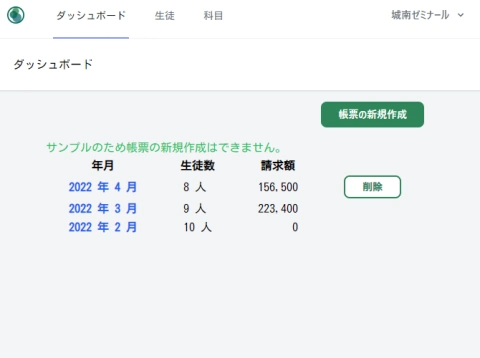 ダッシュボード 生徒 科目 城南ゼミナール
ダッシュボード
帳票の新規作成
サンプルのため帳票の新規作成はできません。
年月 生徒数 請求額
2022 年 4 月 8 人 156,500 削除
2022 年 3 月 9 人 223,400
2022 年 2 月 10 人 0